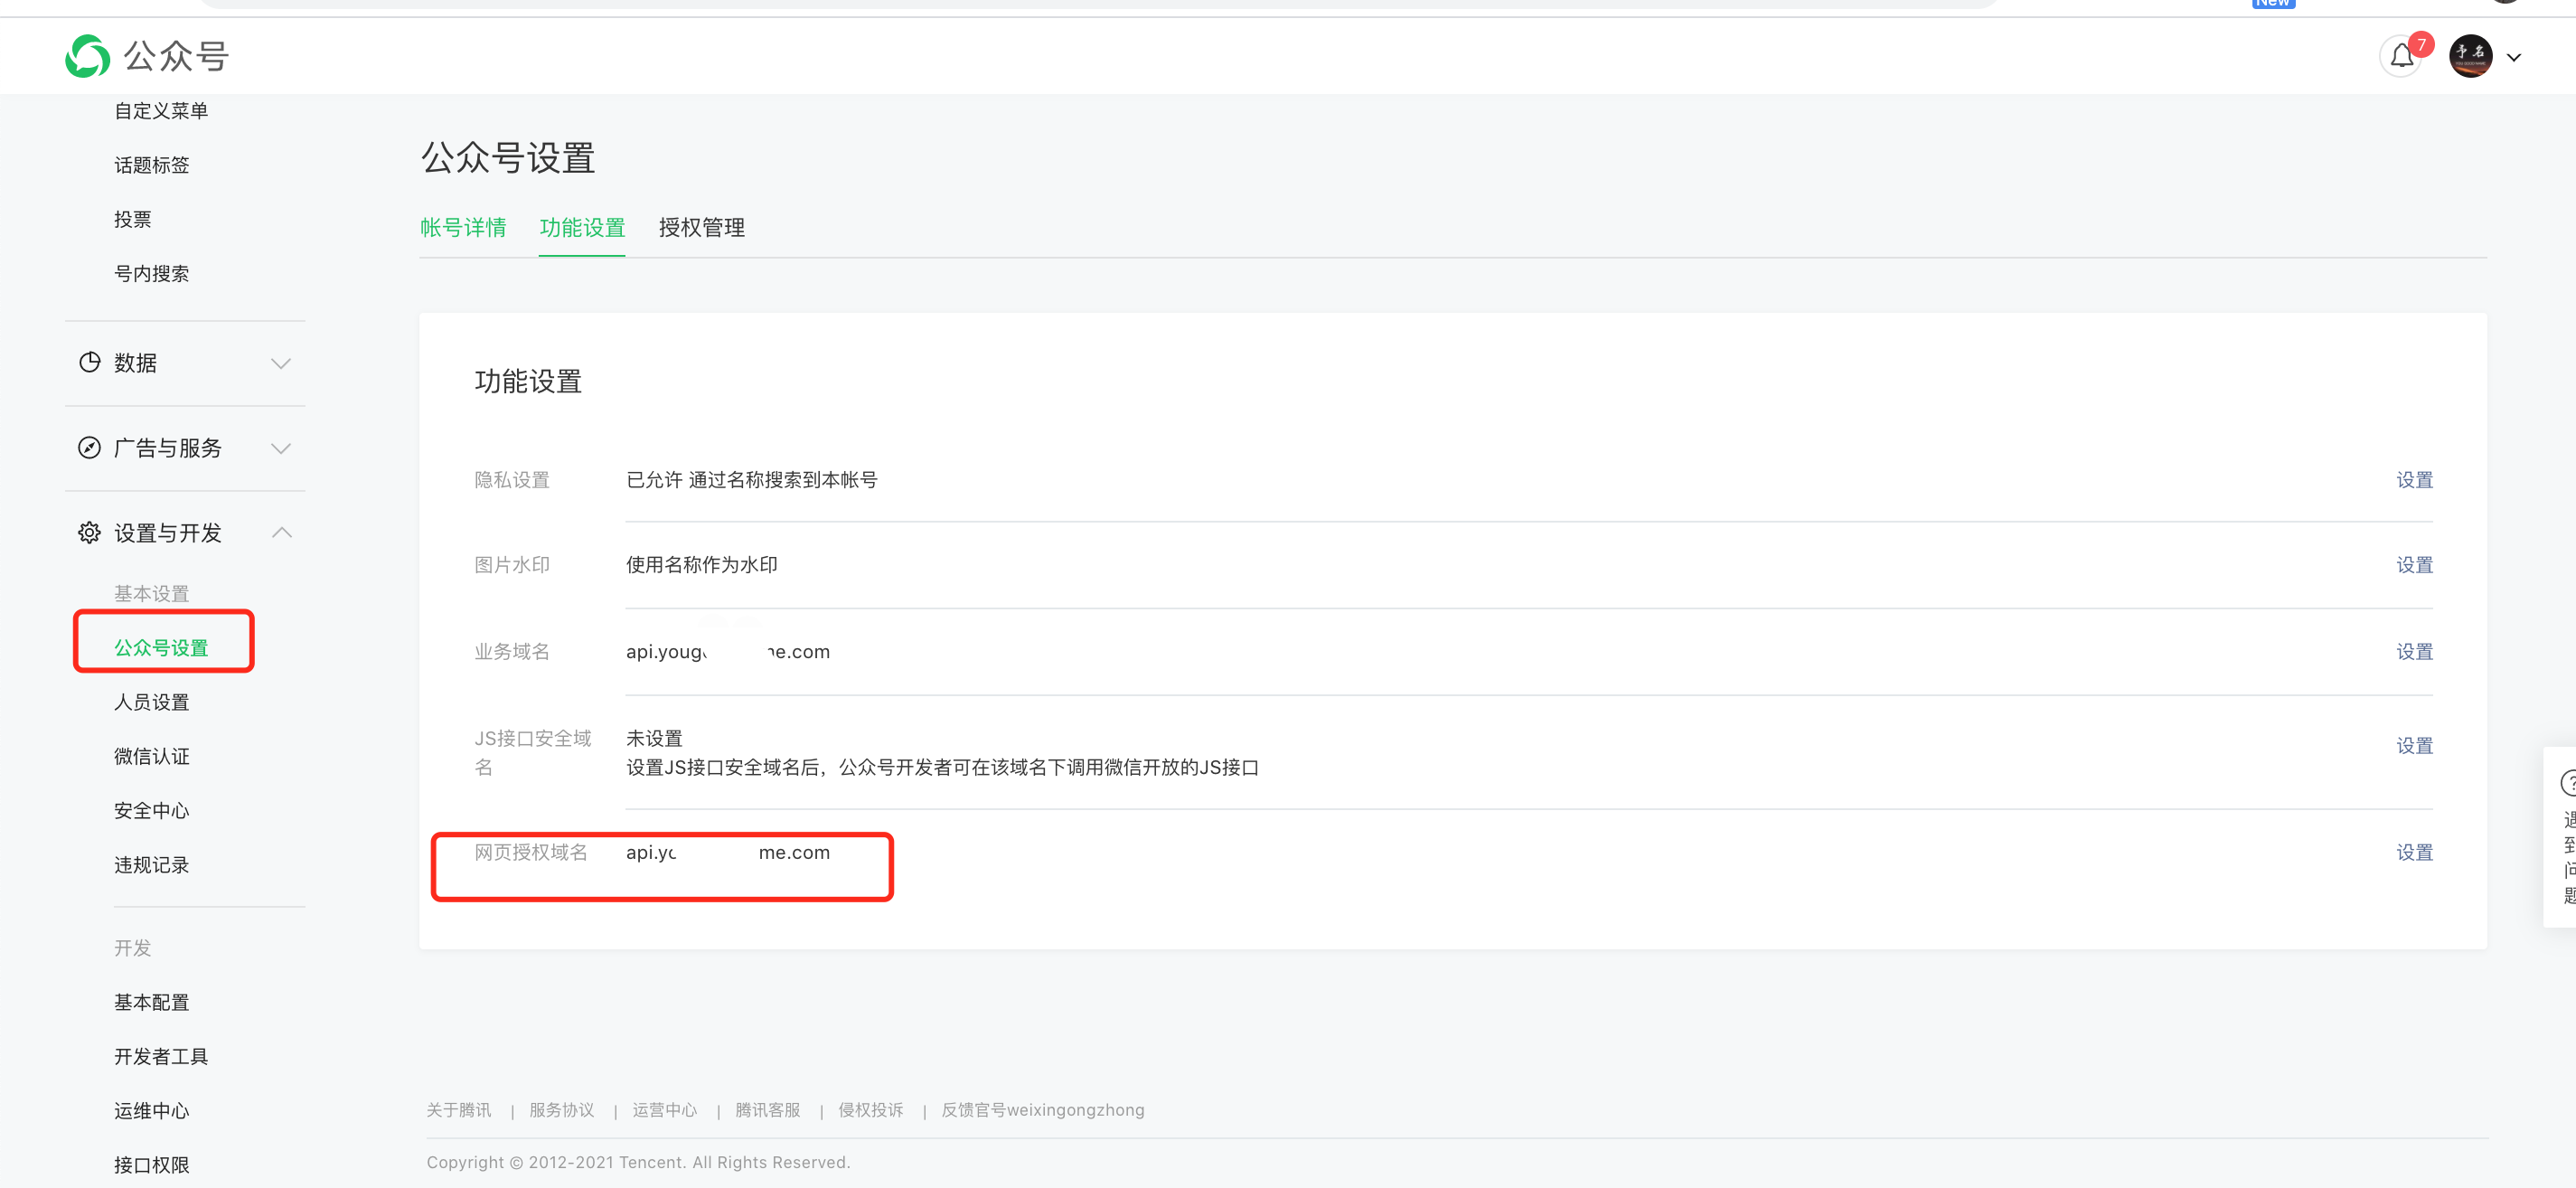 New
公众号
7
予名
自定义菜单
话题标签
投票
号内搜索
数据
广告与服务
设置与开发
基本设置
公众号设置
人员设置
微信认证
安全中心
违规记录
开发
基本配置
开发者工具
运维中心
接口权限
公众号设置
帐号详情 功能设置 授权管理
功能设置
隐私设置 已允许 通过名称搜索到本帐号 设置
图片水印 使用名称作为水印 设置
业务域名 api.youg ne.com 设置
JS接口安全域名 未设置 设置
设置JS接口安全域名后，公众号开发者可在该域名下调用微信开放的JS接口
网页授权域名 api.yo me.com 设置
遇
到
问
题
关于腾讯 | 服务协议 | 运营中心 | 腾讯客服 | 侵权投诉 | 反馈官号weixingongzhong
Copyright © 2012-2021 Tencent. All Rights Reserved.